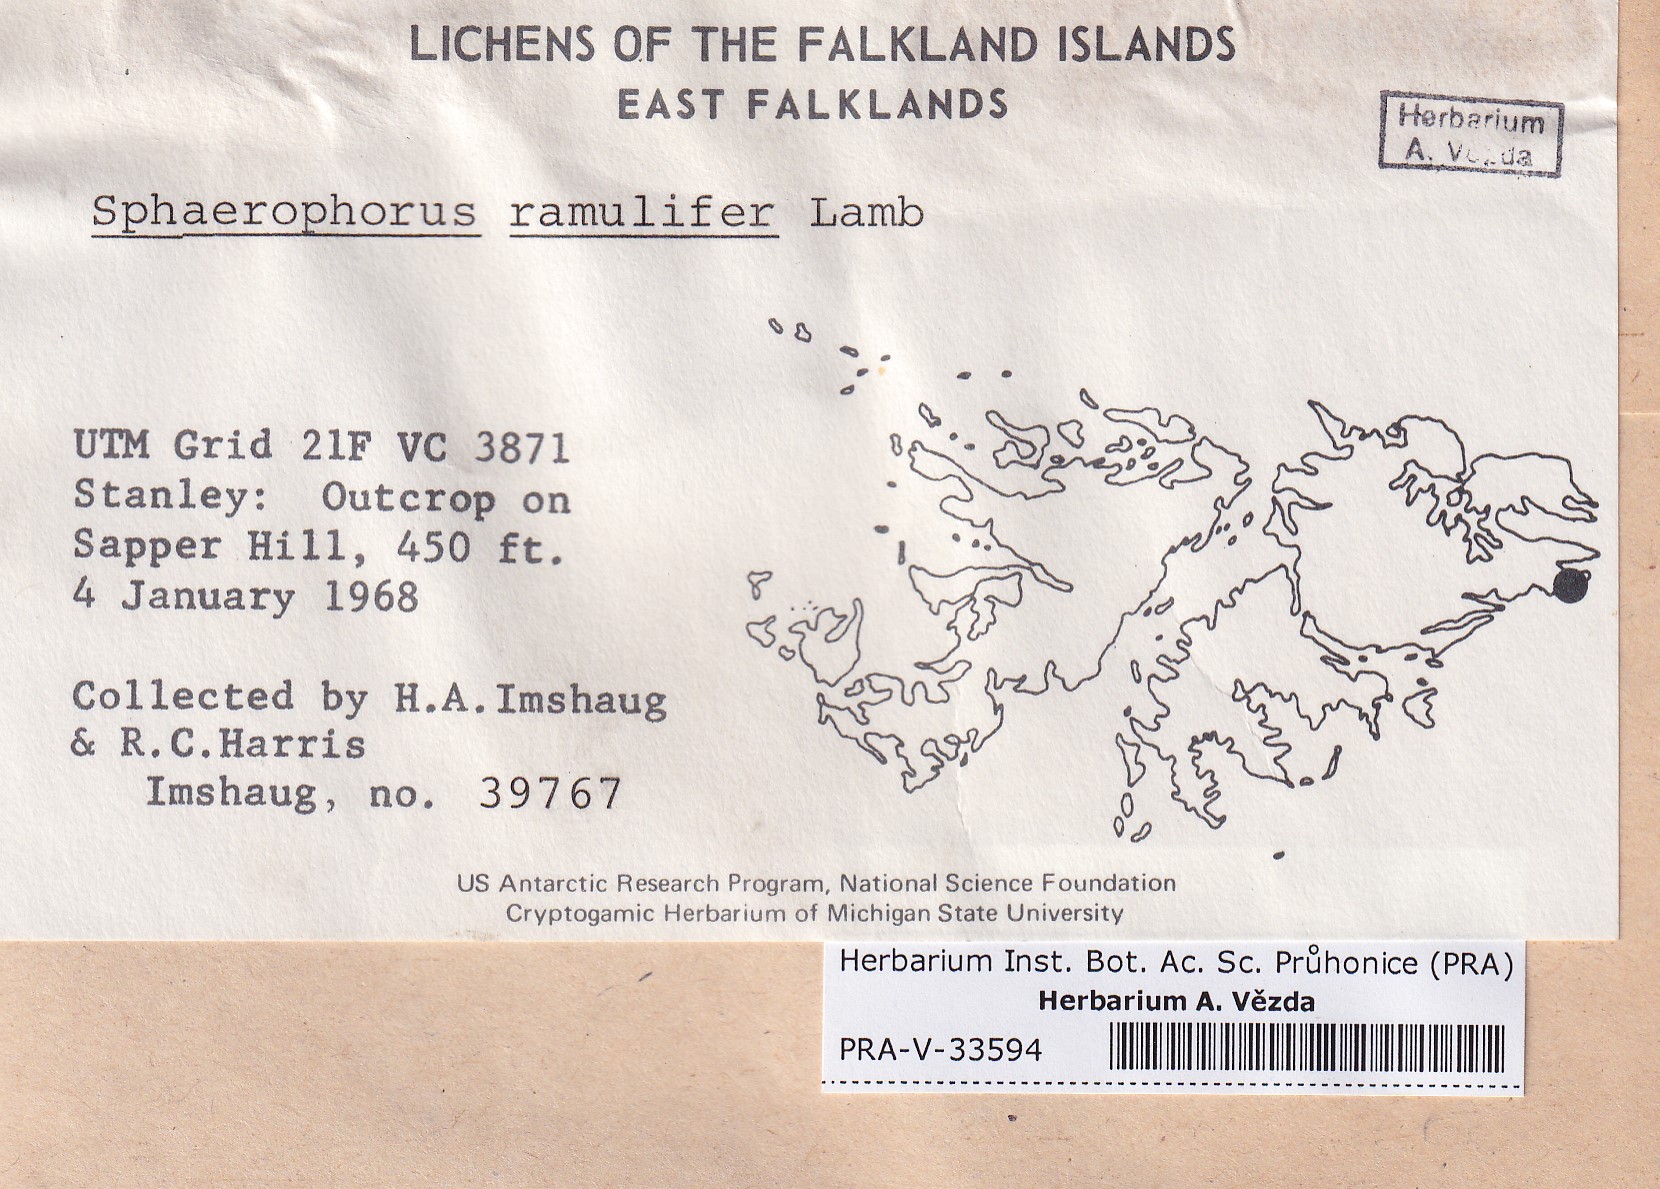 LICHENS OF THE FALKLAND ISLANDS
EAST FALKLANDS
Herbarium
A. Vězda
Sphaerophorus ramulifer Lamb
UTM Grid 21F VC 3871
Stanley: Outcrop on
Sapper Hill, 450 ft.
4 January 1968
Collected by H.A.Imshaug
& R.C.Harris
Imshaug, no. 39767
US Antarctic Research Program, National Science Foundation
Cryptogamic Herbarium of Michigan State University
Herbarium Inst. Bot. Ac. Sc. Průhonice (PRA)
Herbarium A. Vězda
PRA-V-33594